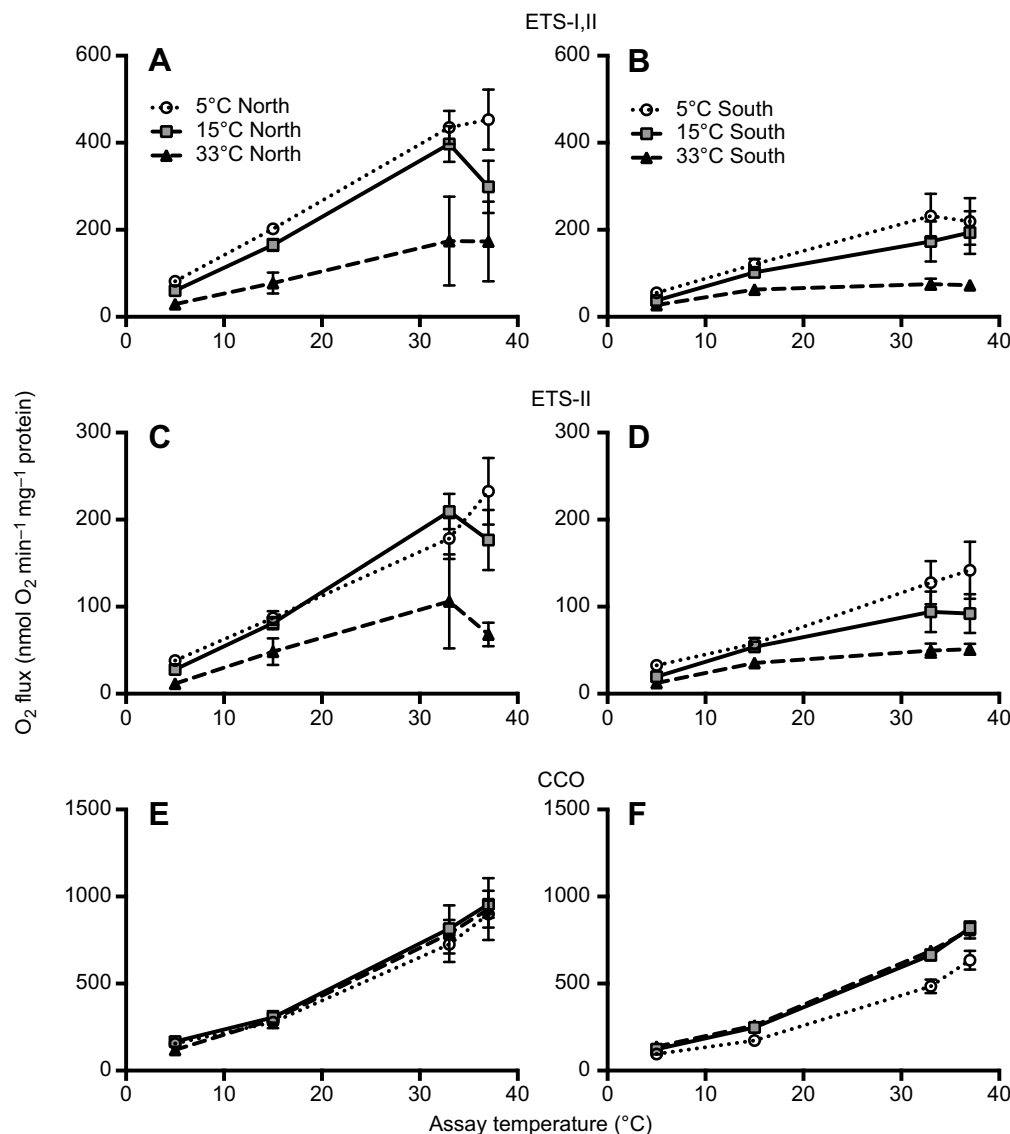 ETS-I,II
A
B
5°C North
15°C North
33°C North
5°C South
15°C South
33°C South
600
400
200
0
0 10 20 30 40
600
400
200
0
0 10 20 30 40
ETS-II
C
D
300
200
100
0
0 10 20 30 40
300
200
100
0
0 10 20 30 40
CCO
E
F
1500
1000
500
0
0 10 20 30 40
1500
1000
500
0
0 10 20 30 40
O₂ flux (nmol O₂ min⁻¹ mg⁻¹ protein)
Assay temperature (°C)